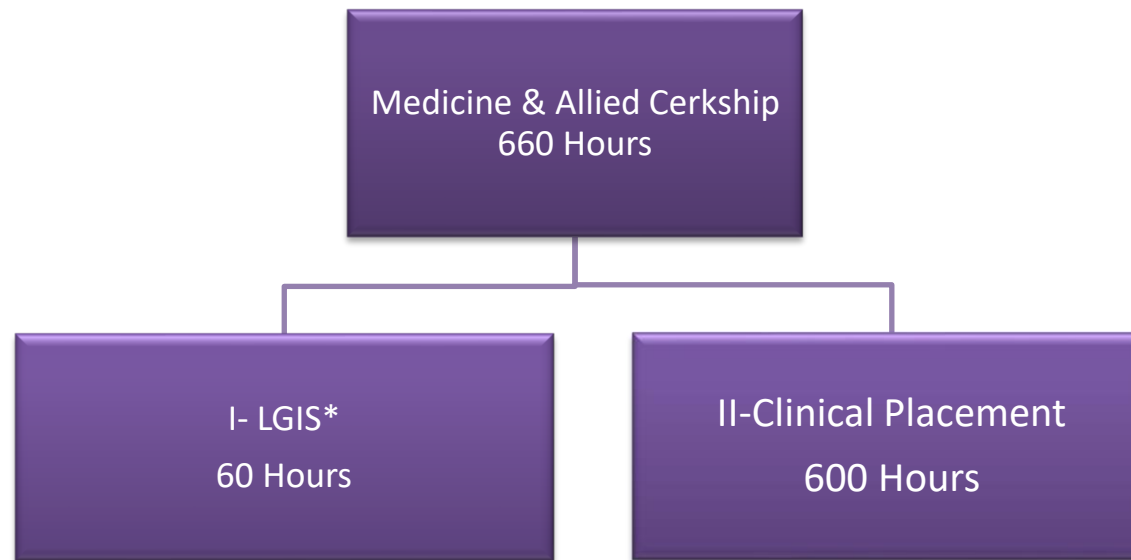 Medicine & Allied Cerkship
660 Hours
I- LGIS*
60 Hours
II-Clinical Placement
600 Hours